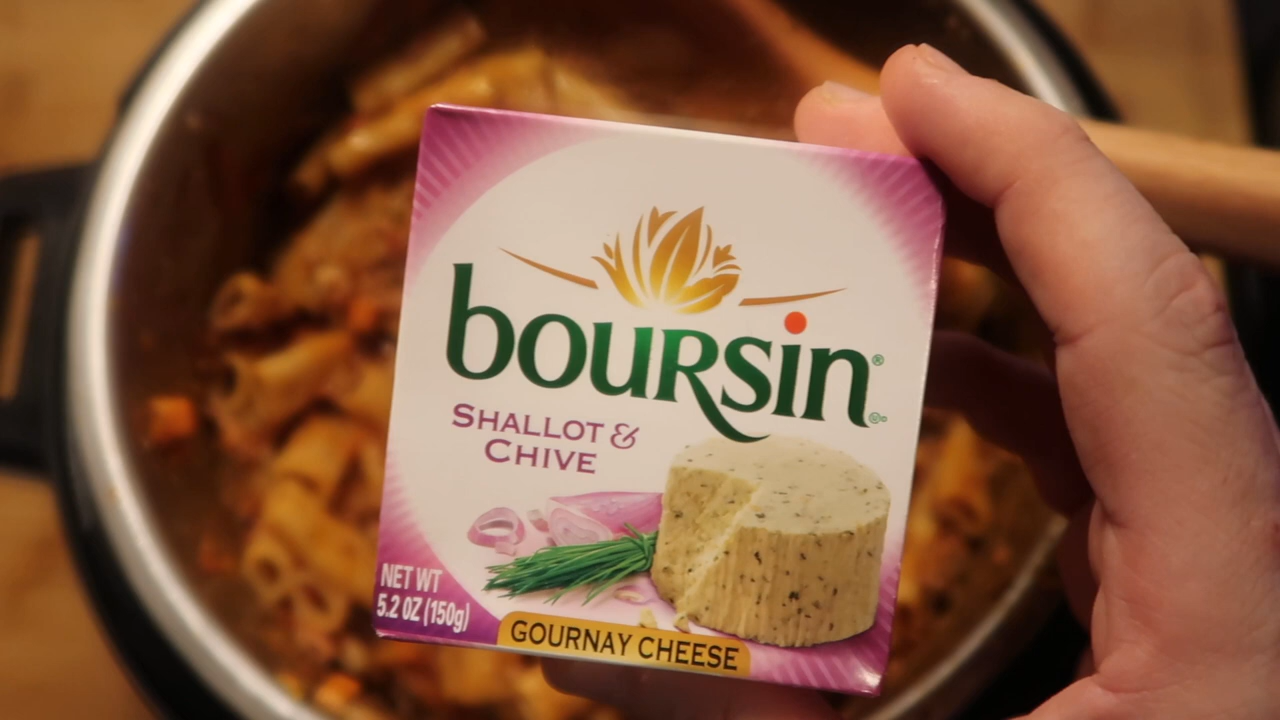 boursin®
SHALLOT &
CHIVE
NET WT
5.2 OZ (150g)
GOURNAY CHEESE